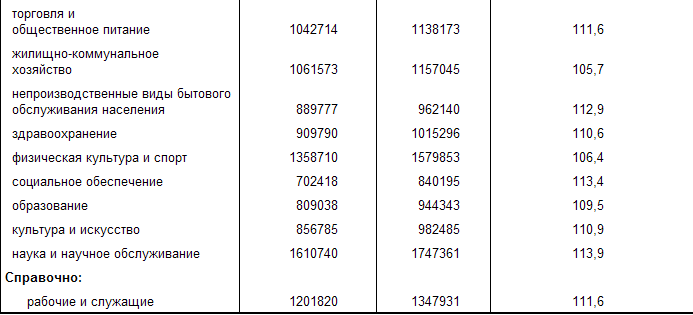 торговля и
общественное питание 1042714 1138173 111,6
жилищно-коммунальное
хозяйство 1061573 1157045 105,7
непроизводственные виды бытового
обслуживания населения 889777 962140 112,9
здравоохранение 909790 1015296 110,6
физическая культура и спорт 1358710 1579853 106,4
социальное обеспечение 702418 840195 113,4
образование 809038 944343 109,5
культура и искусство 856785 982485 110,9
наука и научное обслуживание 1610740 1747361 113,9
Справочно:
рабочие и служащие 1201820 1347931 111,6